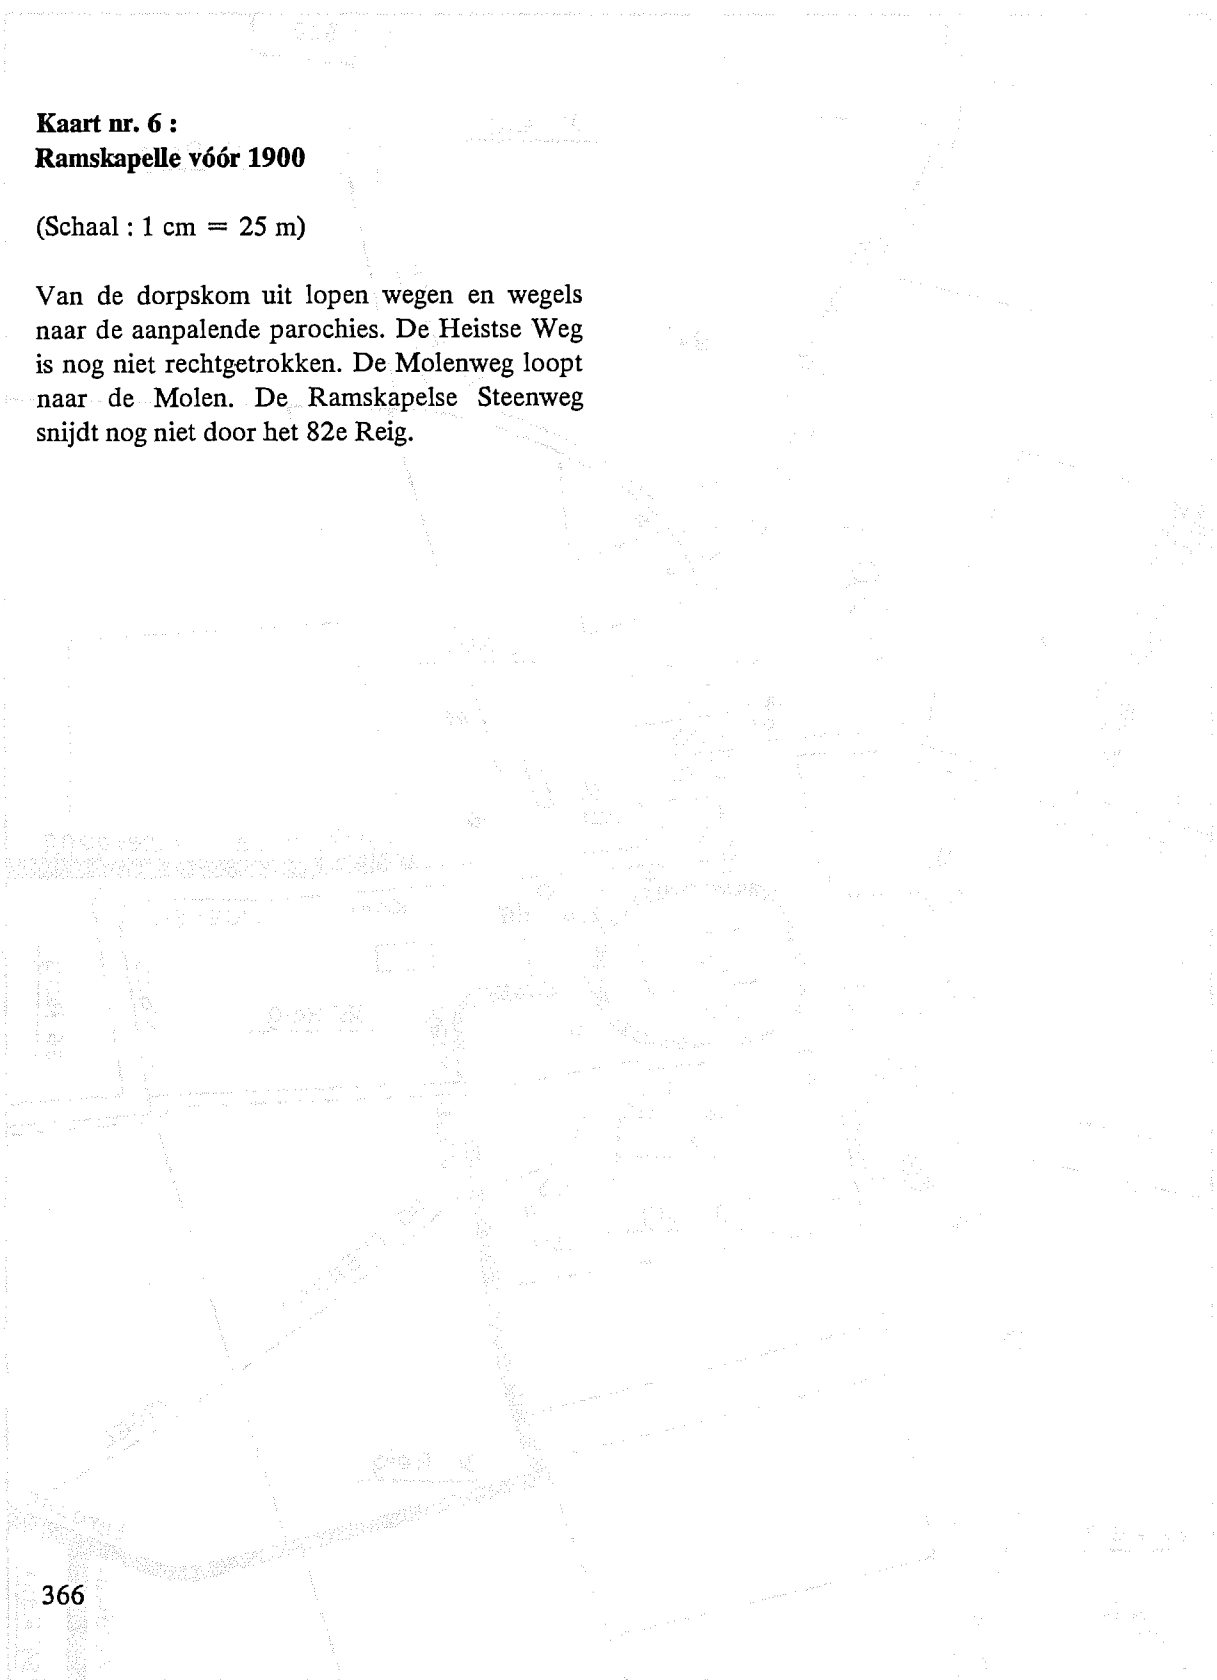 Kaart nr. 6 :
Ramskapelle vóór 1900
(Schaal : 1 cm = 25 m)
Van de dorpskom uit lopen wegen en wegels
naar de aanpalende parochies. De Heistse Weg
is nog niet rechtgetrokken. De Molenweg loopt
naar de Molen. De Ramskapelse Steenweg
snijdt nog niet door het 82e Reig.
366